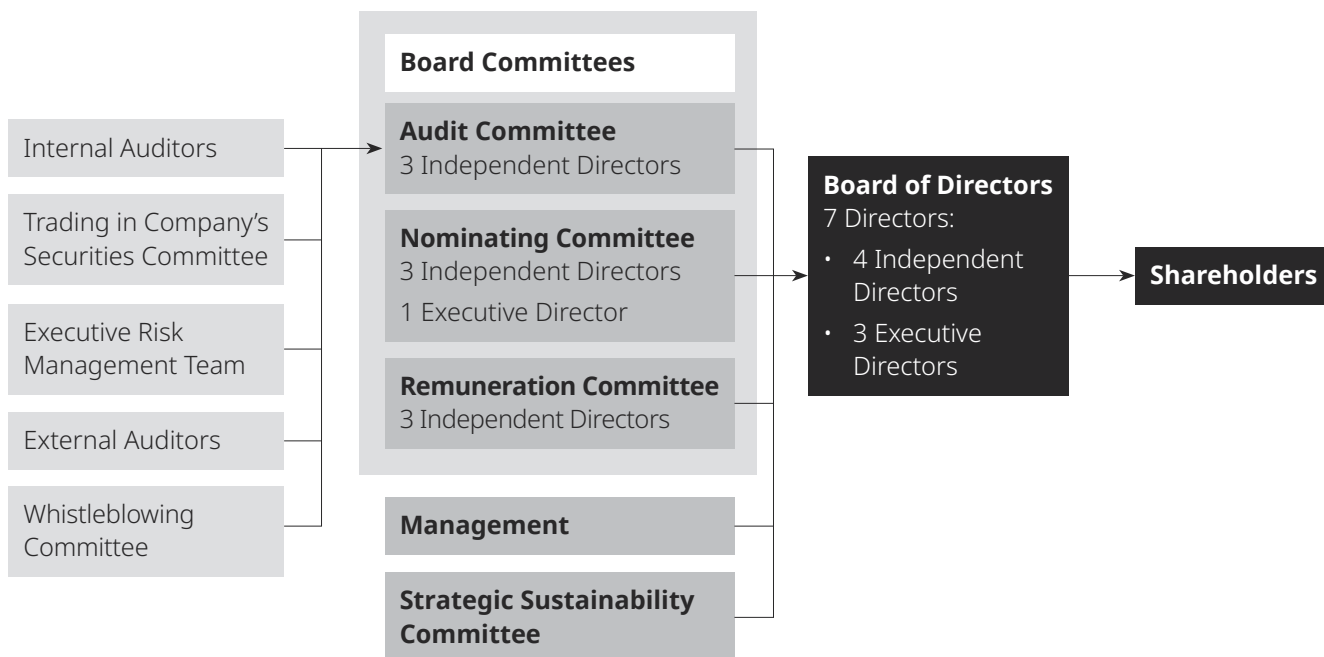 Internal Auditors
Trading in Company's
Securities Committee
Executive Risk
Management Team
External Auditors
Whistleblowing
Committee
Board Committees
Audit Committee
3 Independent Directors
Nominating Committee
3 Independent Directors
1 Executive Director
Remuneration Committee
3 Independent Directors
Management
Strategic Sustainability
Committee
Board of Directors
7 Directors:
• 4 Independent
Directors
• 3 Executive
Directors
Shareholders